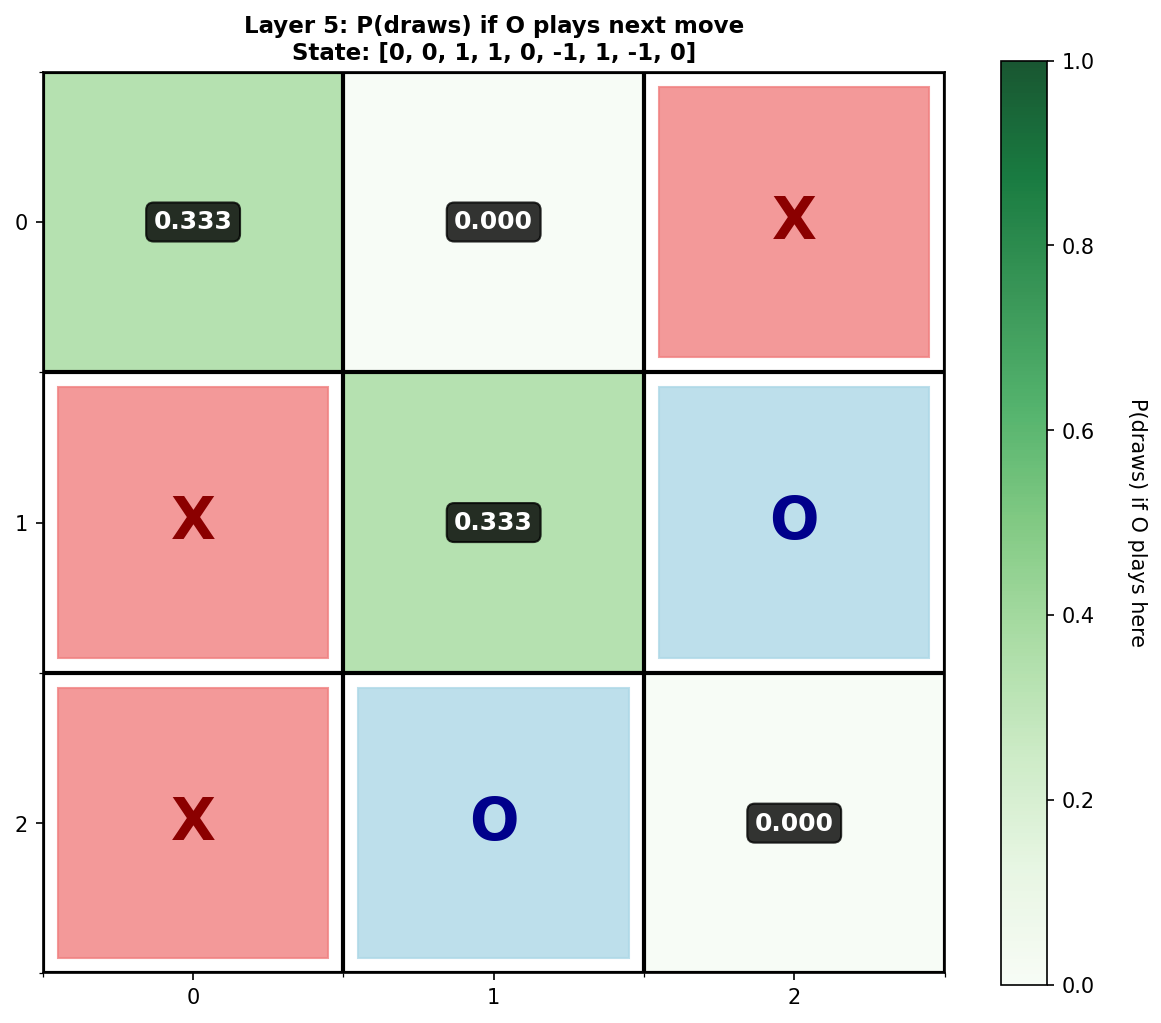 Layer 5: P(draws) if O plays next move
State: [0, 0, 1, 1, 0, -1, 1, -1, 0]
0
0.333
0.000
X
1
X
0.333
O
2
X
O
0.000
0
1
2
1.0
0.8
0.6
0.4
0.2
0.0
P(draws) if O plays here